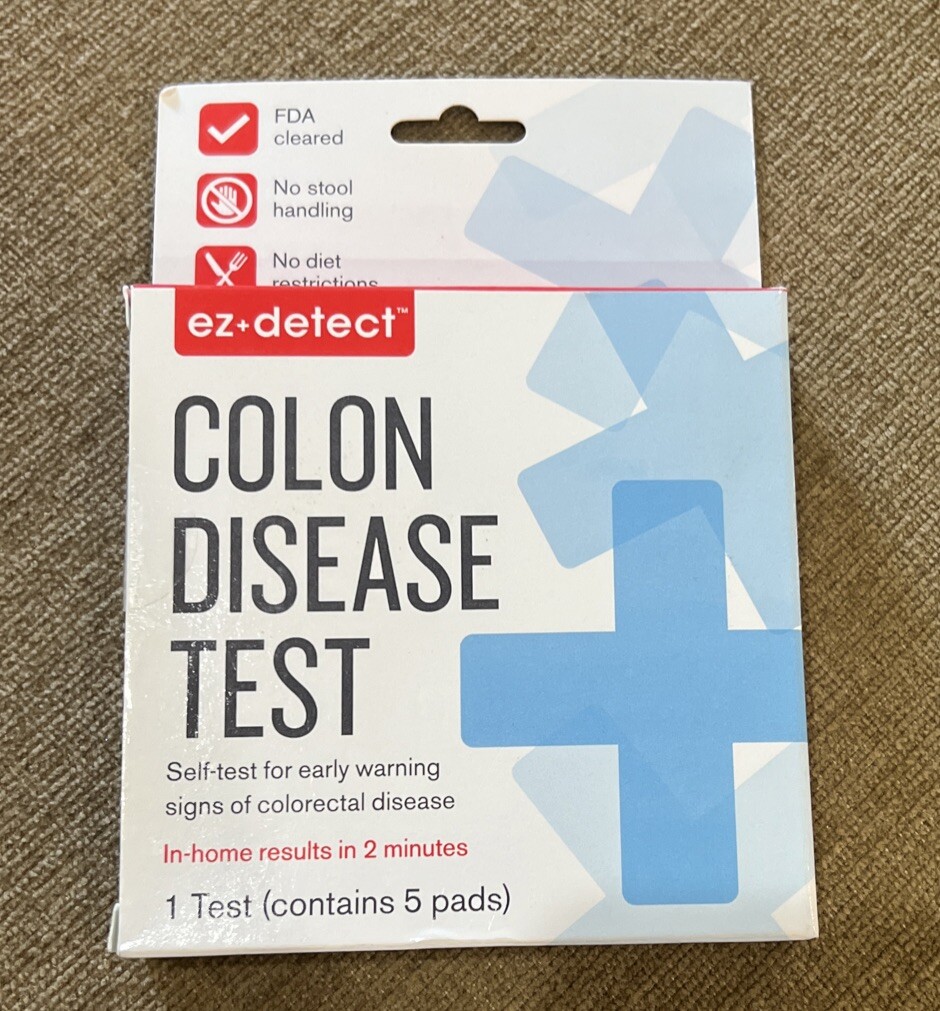 FDA
cleared
No stool
handling
No diet
restrictions
ez+detect™
COLON
DISEASE
TEST
Self-test for early warning
signs of colorectal disease
In-home results in 2 minutes
1 Test (contains 5 pads)